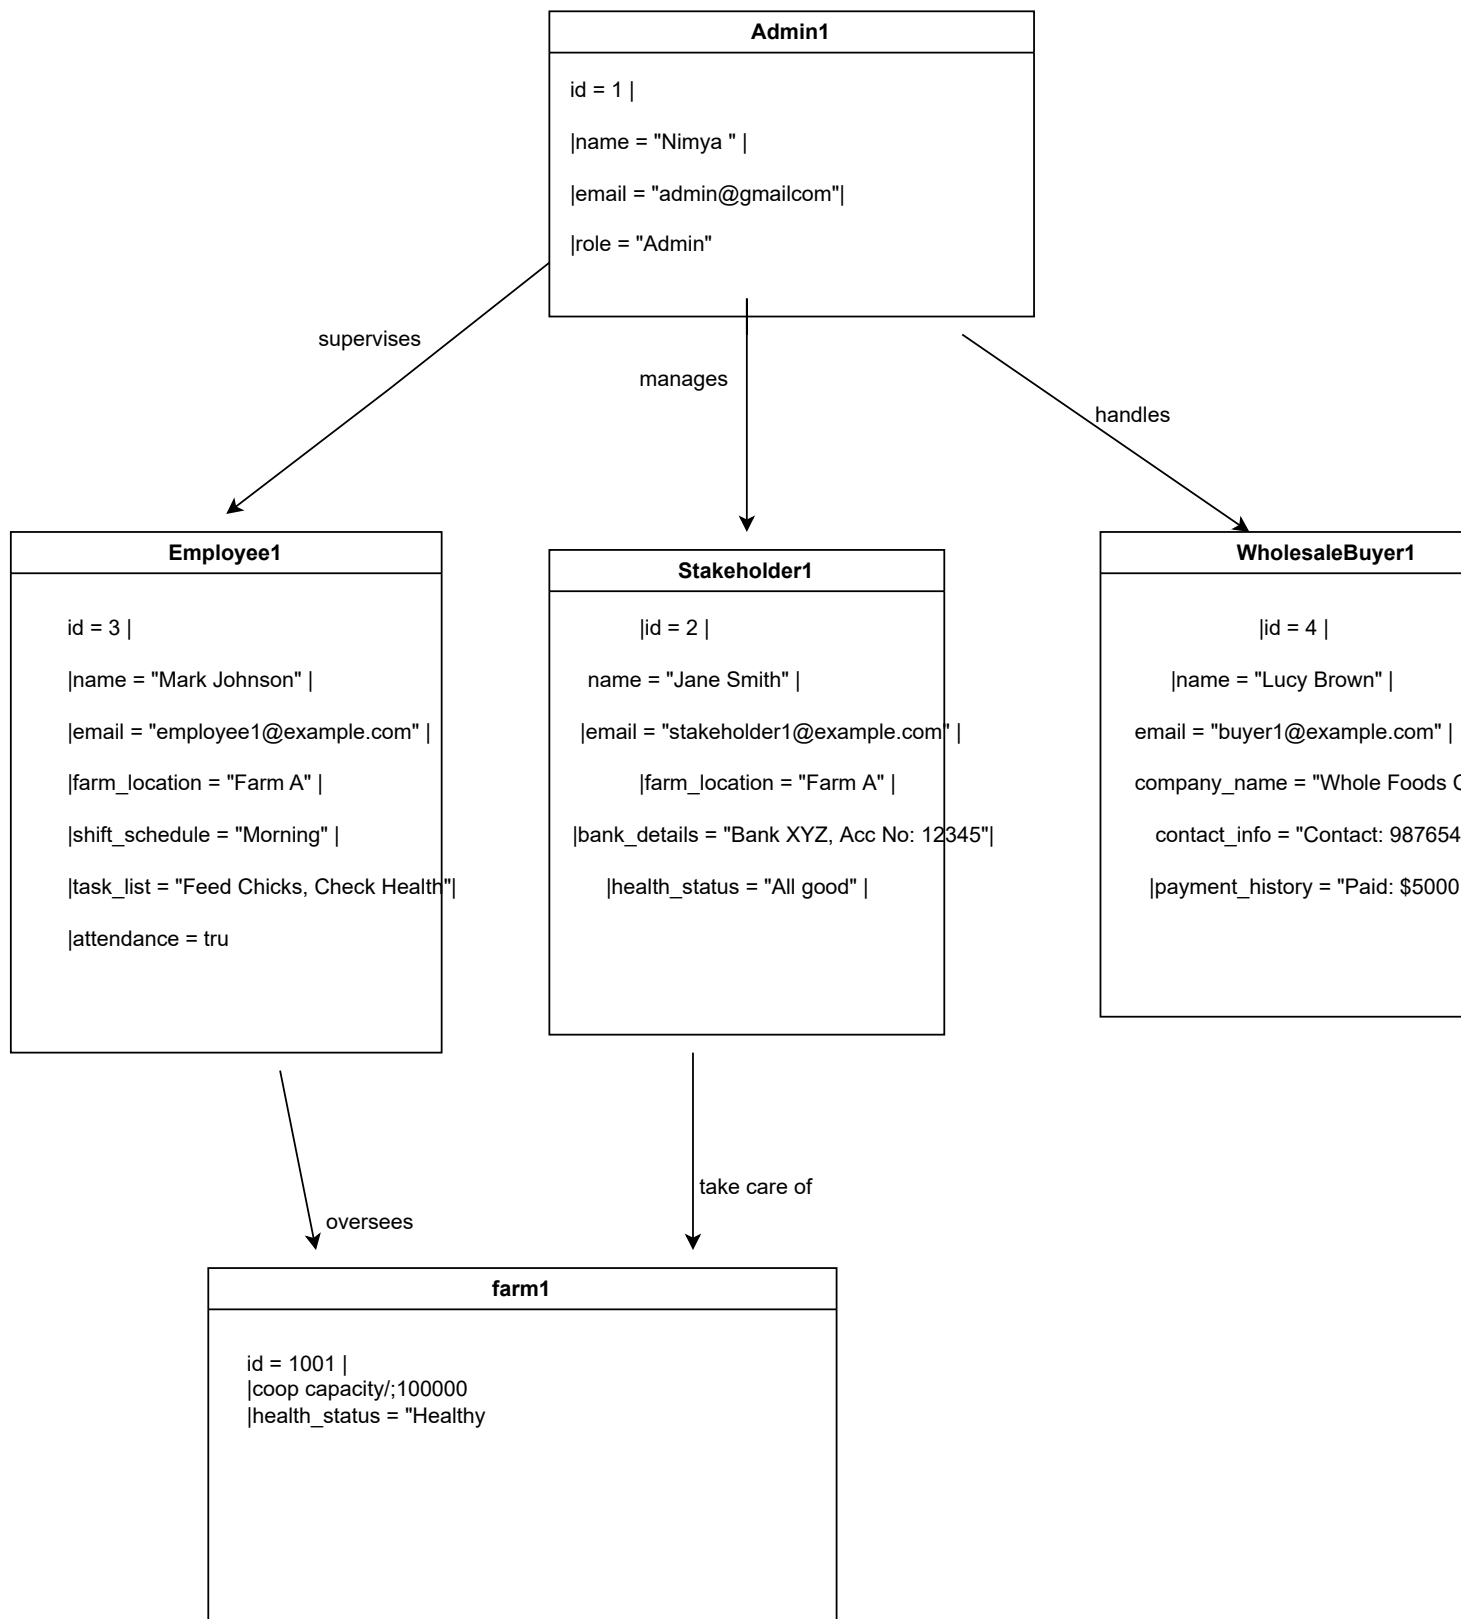 Admin1
id = 1 |
|name = "Nimya " |
|email = "admin@gmailcom"|
|role = "Admin"
supervises
manages
handles
Employee1
id = 3 |
|name = "Mark Johnson" |
|email = "employee1@example.com" |
|farm_location = "Farm A" |
|shift_schedule = "Morning" |
|task_list = "Feed Chicks, Check Health"|
|attendance = tru
Stakeholder1
|id = 2 |
name = "Jane Smith" |
|email = "stakeholder1@example.com" |
|farm_location = "Farm A" |
|bank_details = "Bank XYZ, Acc No: 12345"|
|health_status = "All good" |
WholesaleBuyer1
|id = 4 |
|name = "Lucy Brown" |
email = "buyer1@example.com" |
company_name = "Whole Foods
contact_info = "Contact: 987654
|payment_history = "Paid: $5000
oversees
take care of
farm1
id = 1001 |
|coop capacity/;100000
|health_status = "Healthy